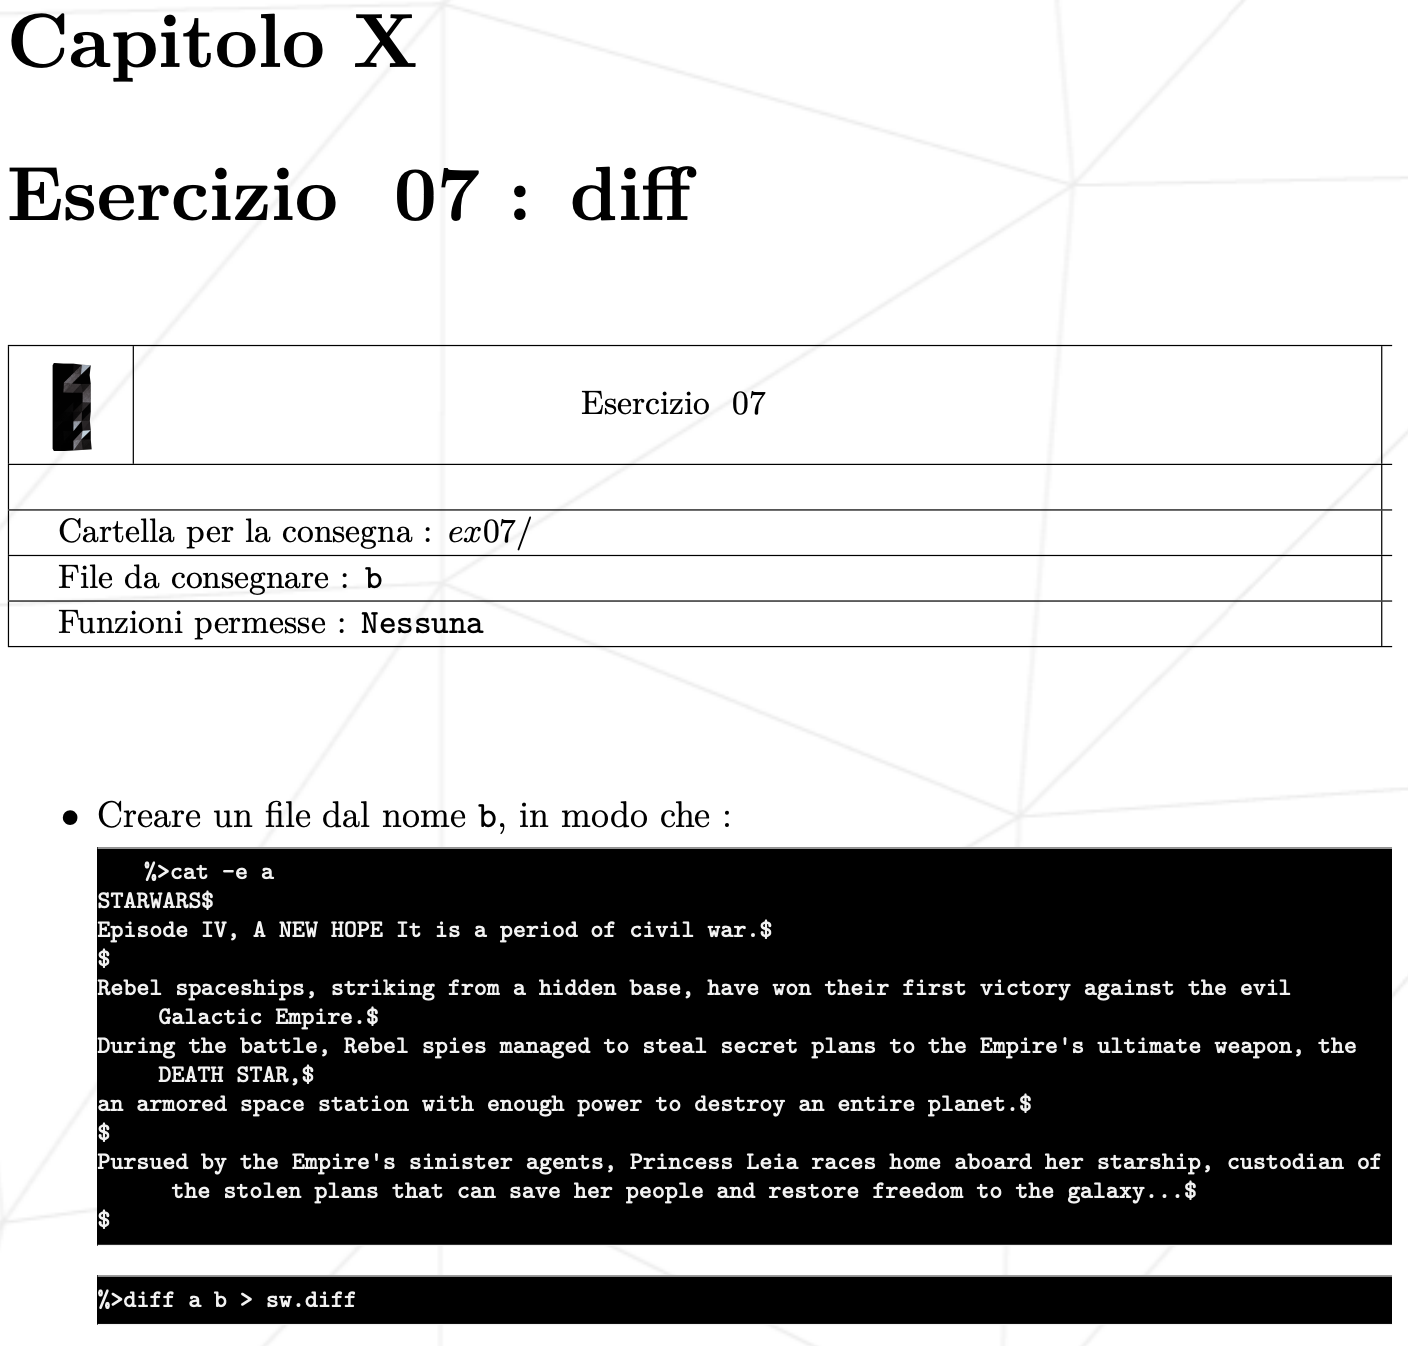 Capitolo X
Esercizio 07 : diff
Esercizio 07
Cartella per la consegna : ex07/
File da consegnare : b
Funzioni permesse : Nessuna
• Creare un file dal nome b, in modo che :
%>cat -e a
STARWARS$
Episode IV, A NEW HOPE It is a period of civil war.$
$
Rebel spaceships, striking from a hidden base, have won their first victory against the evil
Galactic Empire.$
During the battle, Rebel spies managed to steal secret plans to the Empire's ultimate weapon, the
DEATH STAR,$
an armored space station with enough power to destroy an entire planet.$
$
Pursued by the Empire's sinister agents, Princess Leia races home aboard her starship, custodian of
the stolen plans that can save her people and restore freedom to the galaxy...$
$
%>diff a b > sw.diff